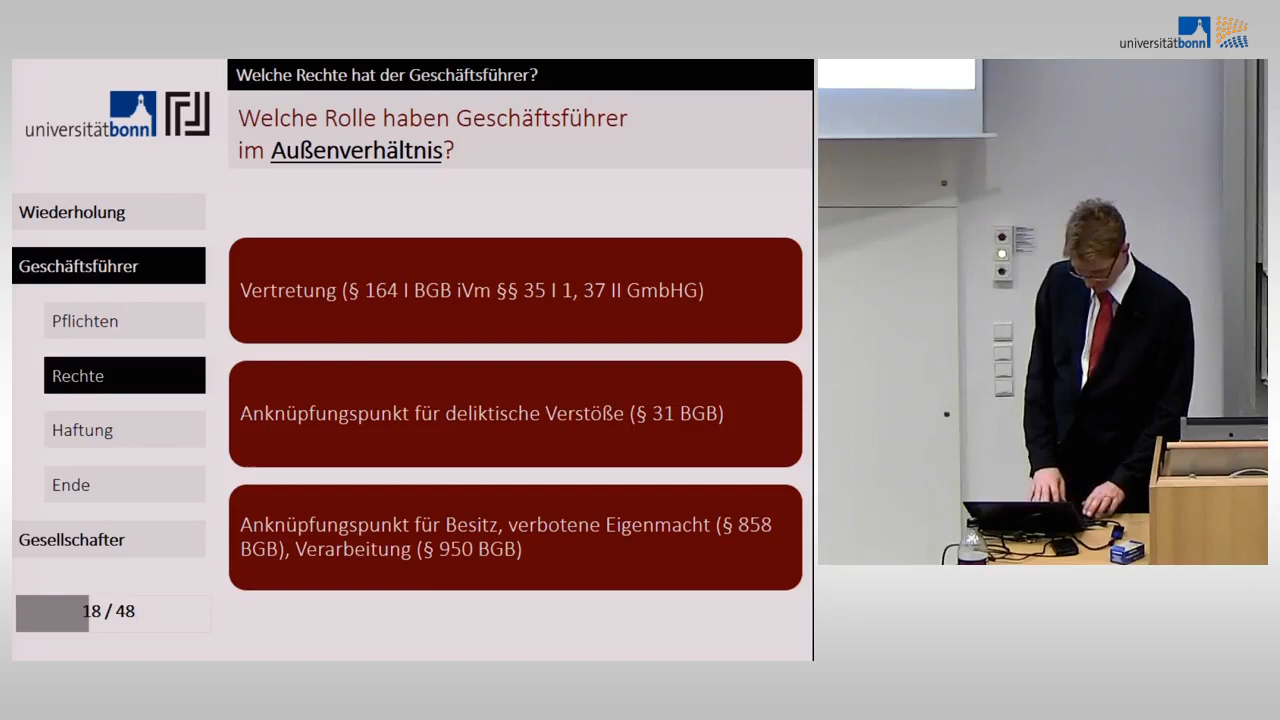 universitätbonn
Welche Rechte hat der Geschäftsführer?
universitätbonn
Welche Rolle haben Geschäftsführer
im Außenverhältnis?
Wiederholung
Geschäftsführer
Pflichten
Rechte
Haftung
Ende
Gesellschafter
18 / 48
Vertretung (§ 164 I BGB iVm §§ 35 I 1, 37 II GmbHG)
Anknüpfungspunkt für deliktische Verstöße (§ 31 BGB)
Anknüpfungspunkt für Besitz, verbotene Eigenmacht (§ 858
BGB), Verarbeitung (§ 950 BGB)